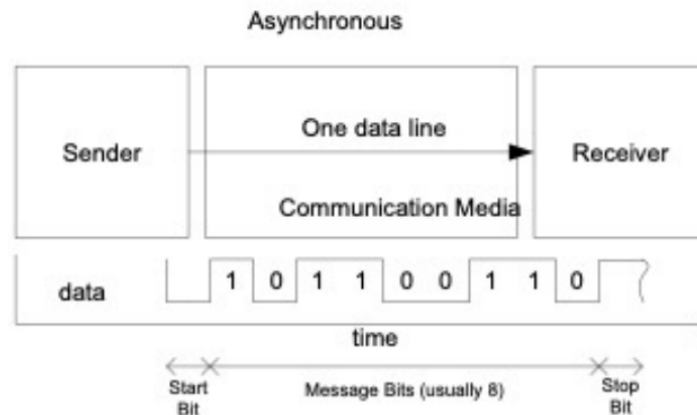 Asynchronous
Sender
One data line
Receiver
Communication Media
data
1 0 1 1 0 0 1 1 0
time
Start
Bit
Message Bits (usually 8)
Stop
Bit